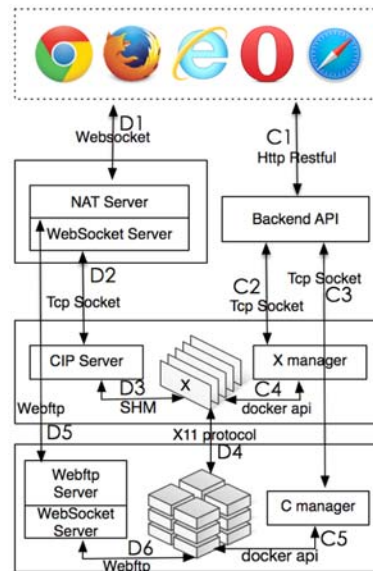 D1
Websocket
C1
Http Restful
NAT Server
WebSocket Server
Backend API
D2
Tcp Socket
C2
Tcp Socket
Tcp Socket
C3
CIP Server
X
X manager
D3
SHM
C4
docker api
Webftp
D5
X11 protocol
D4
Webftp
Server
WebSocket
Server
C manager
D6
Webftp
docker api
C5